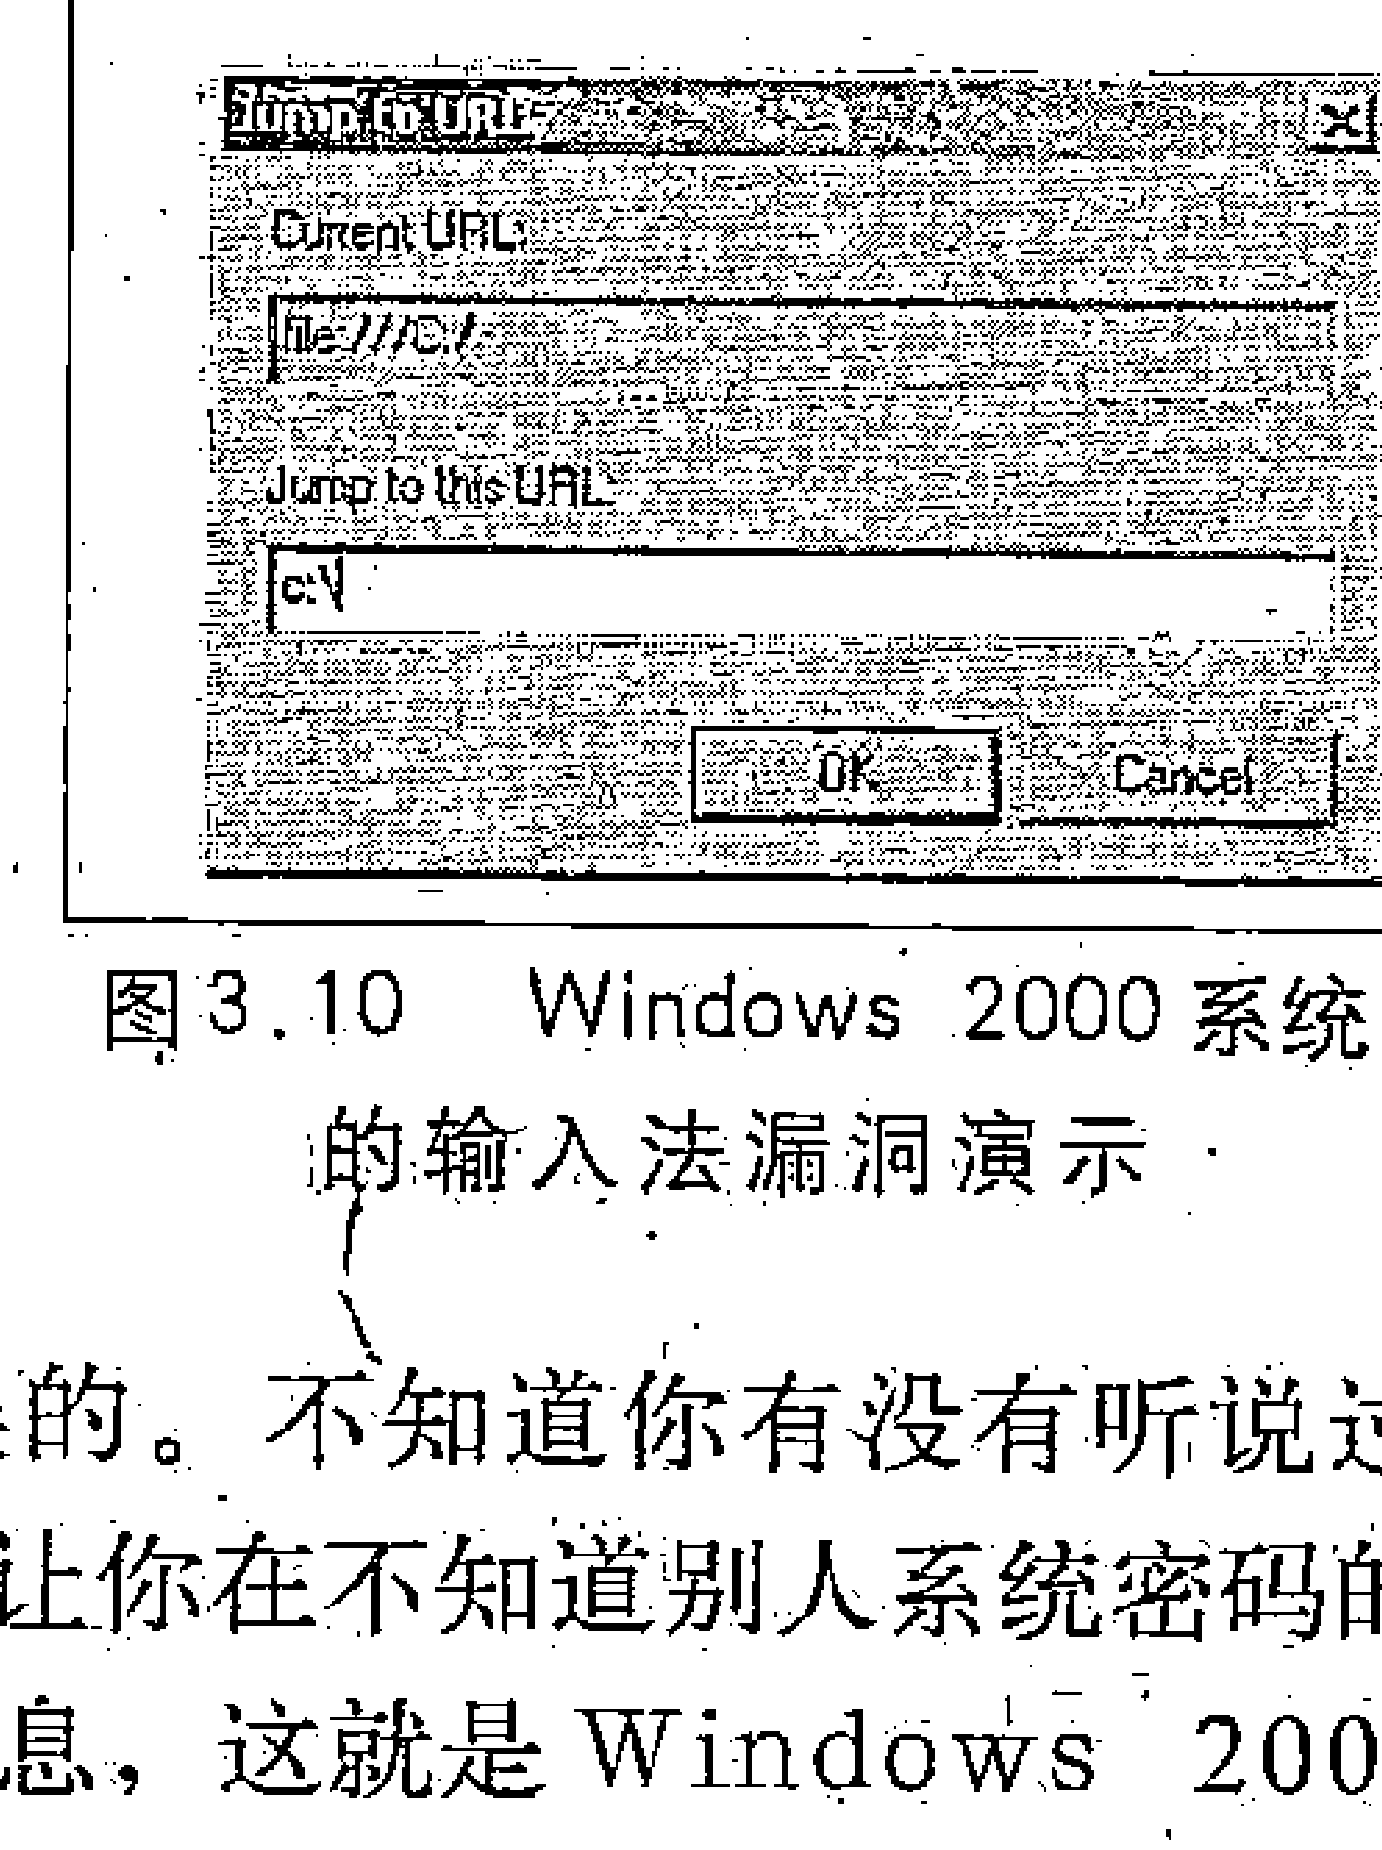 Jump to URL
Current URL:
file:///C:/
Jump to this URL:
c:\
OK Cancel
图3.10 Windows 2000系统
的输入法漏洞演示
的。不知道你有没有听说过
让你在不知道别人系统密码的
息，这就是Windows 200